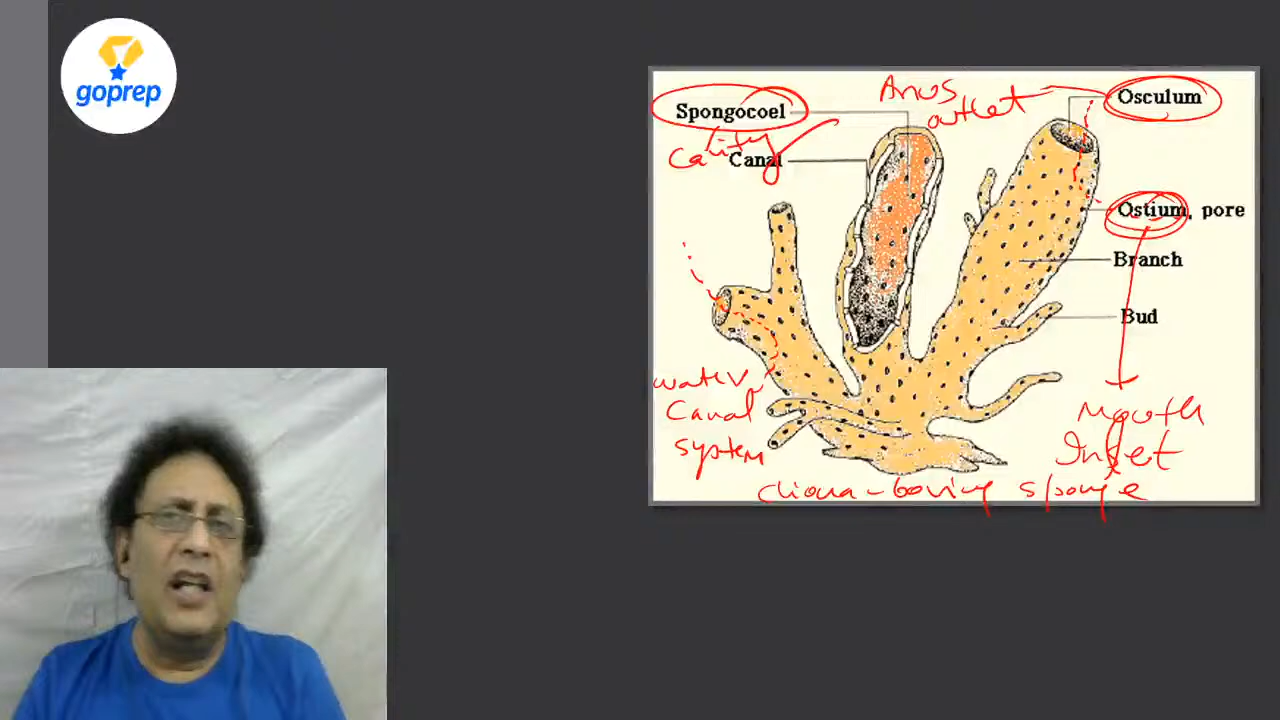 goprep
Anus
outlet
Osculum
Spongocoel
cavity
Canal
Ostium, pore
Branch
Bud
water
Canal
system
Mouth
Inlet
cliona-boring sponge